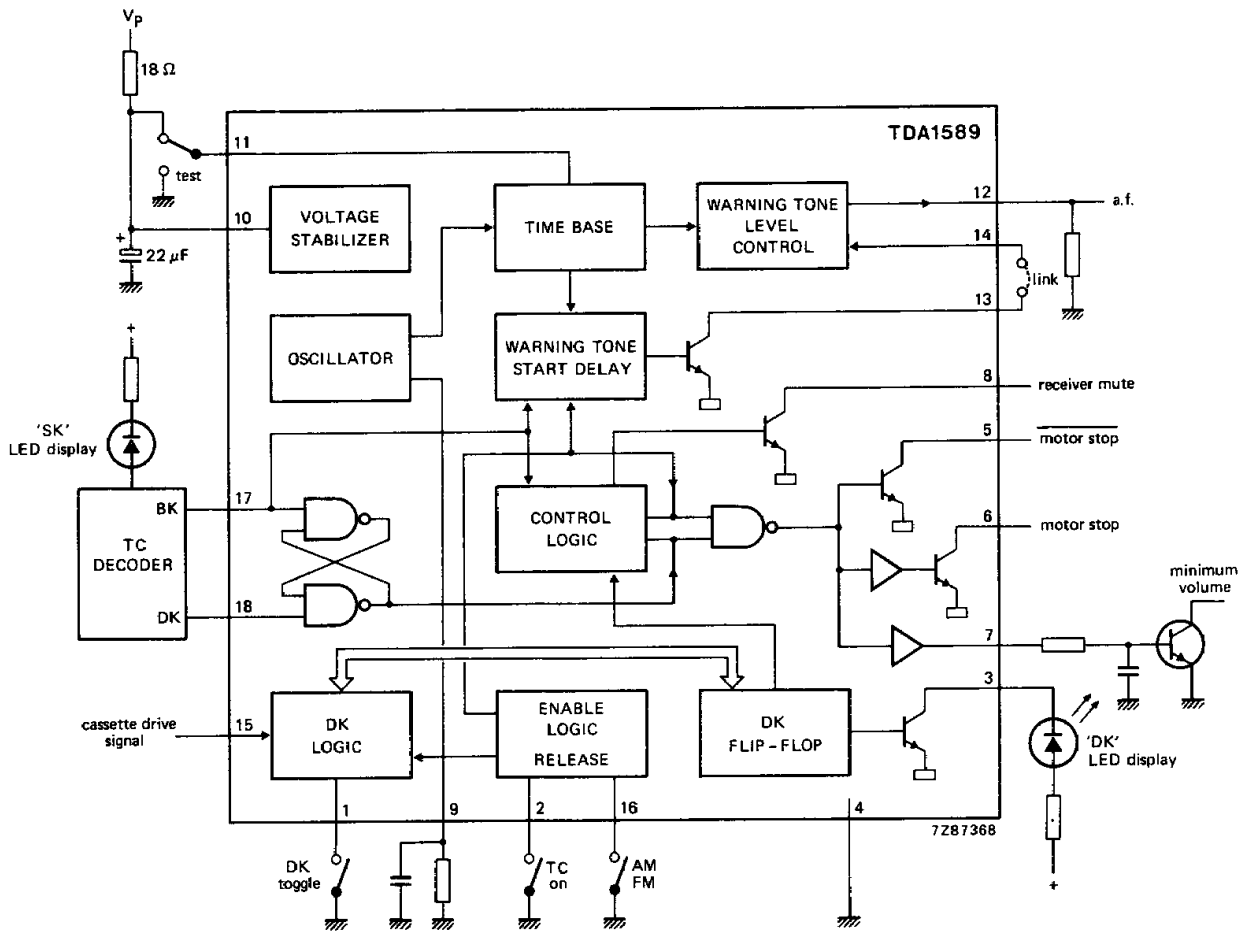 Vp
18 Ω
TDA1589
11
test
10
+
22 μF
VOLTAGE
STABILIZER
TIME BASE
WARNING TONE
LEVEL
CONTROL
12
a.f.
14
link
13
+
OSCILLATOR
WARNING TONE
START DELAY
8
receiver mute
'SK'
LED display
5
motor stop
17
BK
TC
DECODER
DK
18
CONTROL
LOGIC
6
motor stop
minimum
volume
7
3
cassette drive
signal
15
DK
LOGIC
ENABLE
LOGIC
RELEASE
DK
FLIP-FLOP
'DK'
LED display
1
9
2
16
4
7Z87368
DK
toggle
TC
on
AM
FM
+